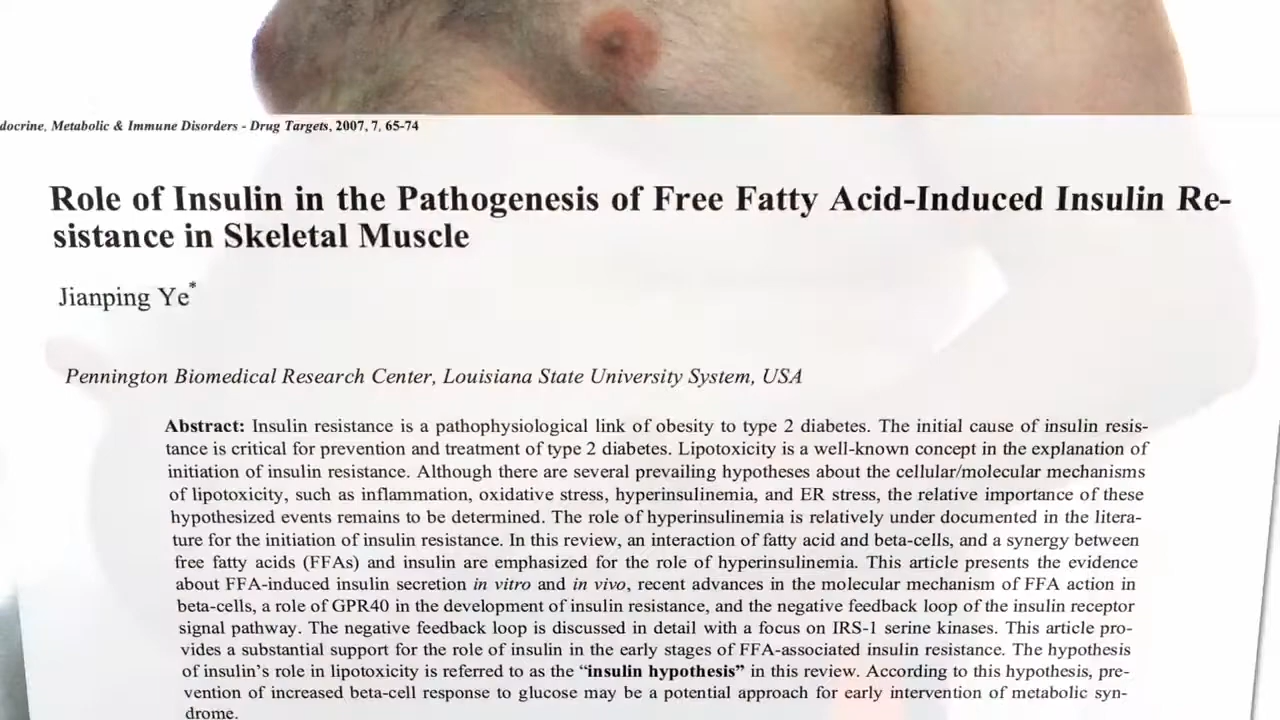 docrine, Metabolic & Immune Disorders - Drug Targets, 2007, 7, 65-74
Role of Insulin in the Pathogenesis of Free Fatty Acid-Induced Insulin Re-
sistance in Skeletal Muscle
Jianping Ye*
Pennington Biomedical Research Center, Louisiana State University System, USA
Abstract: Insulin resistance is a pathophysiological link of obesity to type 2 diabetes. The initial cause of insulin resis-
tance is critical for prevention and treatment of type 2 diabetes. Lipotoxicity is a well-known concept in the explanation of
initiation of insulin resistance. Although there are several prevailing hypotheses about the cellular/molecular mechanisms
of lipotoxicity, such as inflammation, oxidative stress, hyperinsulinemia, and ER stress, the relative importance of these
hypothesized events remains to be determined. The role of hyperinsulinemia is relatively under documented in the litera-
ture for the initiation of insulin resistance. In this review, an interaction of fatty acid and beta-cells, and a synergy between
free fatty acids (FFAs) and insulin are emphasized for the role of hyperinsulinemia. This article presents the evidence
about FFA-induced insulin secretion in vitro and in vivo, recent advances in the molecular mechanism of FFA action in
beta-cells, a role of GPR40 in the development of insulin resistance, and the negative feedback loop of the insulin receptor
signal pathway. The negative feedback loop is discussed in detail with a focus on IRS-1 serine kinases. This article pro-
vides a substantial support for the role of insulin in the early stages of FFA-associated insulin resistance. The hypothesis
of insulin's role in lipotoxicity is referred to as the “insulin hypothesis” in this review. According to this hypothesis, pre-
vention of increased beta-cell response to glucose may be a potential approach for early intervention of metabolic syn-
drome.